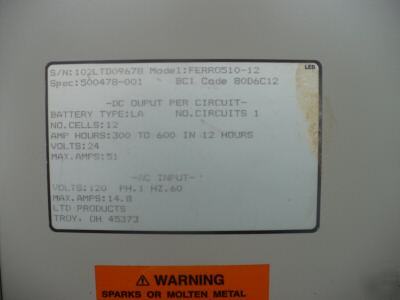 LED
S/N:102LTD09678 Model:FERRO510-12
Spec:500478-001 BCI Code 80D6C12
-DC OUPUT PER CIRCUIT-
BATTERY TYPE:LA NO.CIRCUITS 1
NO.CELLS:12
AMP HOURS:300 TO 600 IN 12 HOURS
VOLTS:24
MAX.AMPS:51
-AC INPUT-
VOLTS:120 PH.1 HZ.60
MAX.AMPS:14.8
LTD PRODUCTS
TROY, OH 45373
WARNING
SPARKS OR MOLTEN METAL